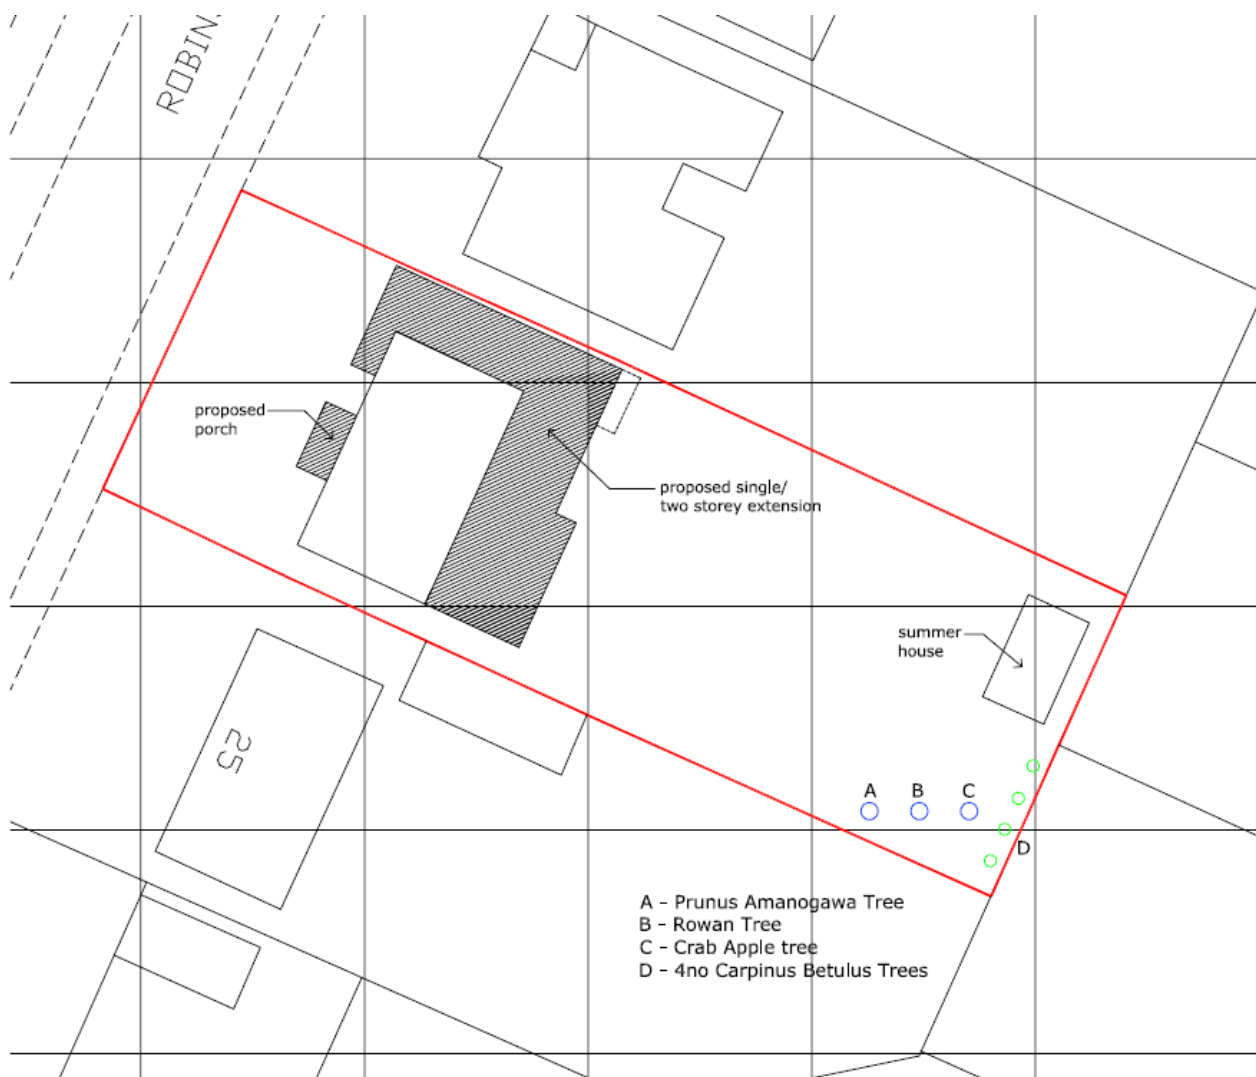 ROBIN
proposed
porch
proposed single/
two storey extension
summer
house
25
A B C
D
A - Prunus Amanogawa Tree
B - Rowan Tree
C - Crab Apple tree
D - 4no Carpinus Betulus Trees